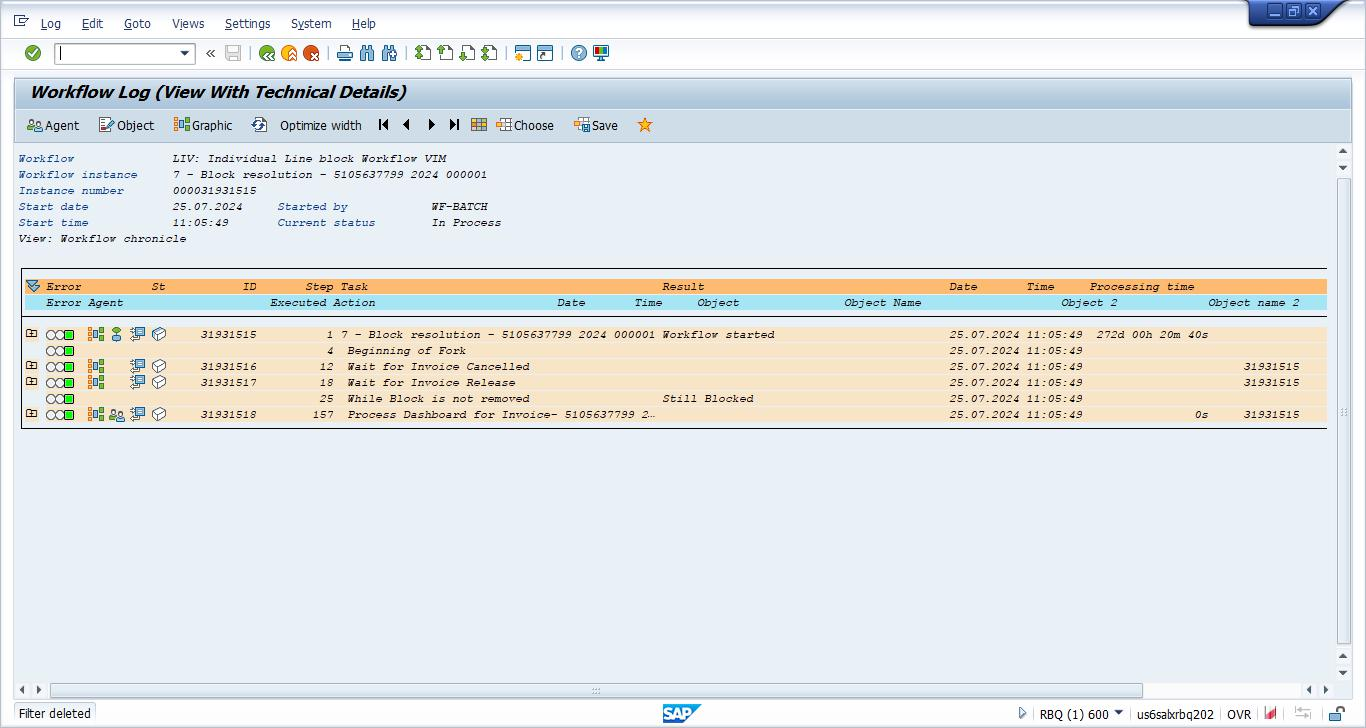 Log Edit Goto Views Settings System Help
Workflow Log (View With Technical Details)
Agent Object Graphic Optimize width Choose Save
Workflow LIV: Individual Line block Workflow VIM
Workflow instance 7 - Block resolution - 5105637799 2024 000001
Instance number 000031931515
Start date 25.07.2024 Started by WF-BATCH
Start time 11:05:49 Current status In Process
View: Workflow chronicle
Error St ID Step Task Result Date Time Processing time
Error Agent Executed Action Date Time Object Object Name Object 2 Object name 2
31931515 1 7 - Block resolution - 5105637799 2024 000001 Workflow started 25.07.2024 11:05:49 272d 00h 20m 40s
4 Beginning of Fork 25.07.2024 11:05:49
31931516 12 Wait for Invoice Cancelled 25.07.2024 11:05:49 31931515
31931517 18 Wait for Invoice Release 25.07.2024 11:05:49 31931515
25 While Block is not removed Still Blocked 25.07.2024 11:05:49
31931518 157 Process Dashboard for Invoice- 5105637799 2… 25.07.2024 11:05:49 0s 31931515
Filter deleted SAP RBQ (1) 600 us6salxrbq202 OVR